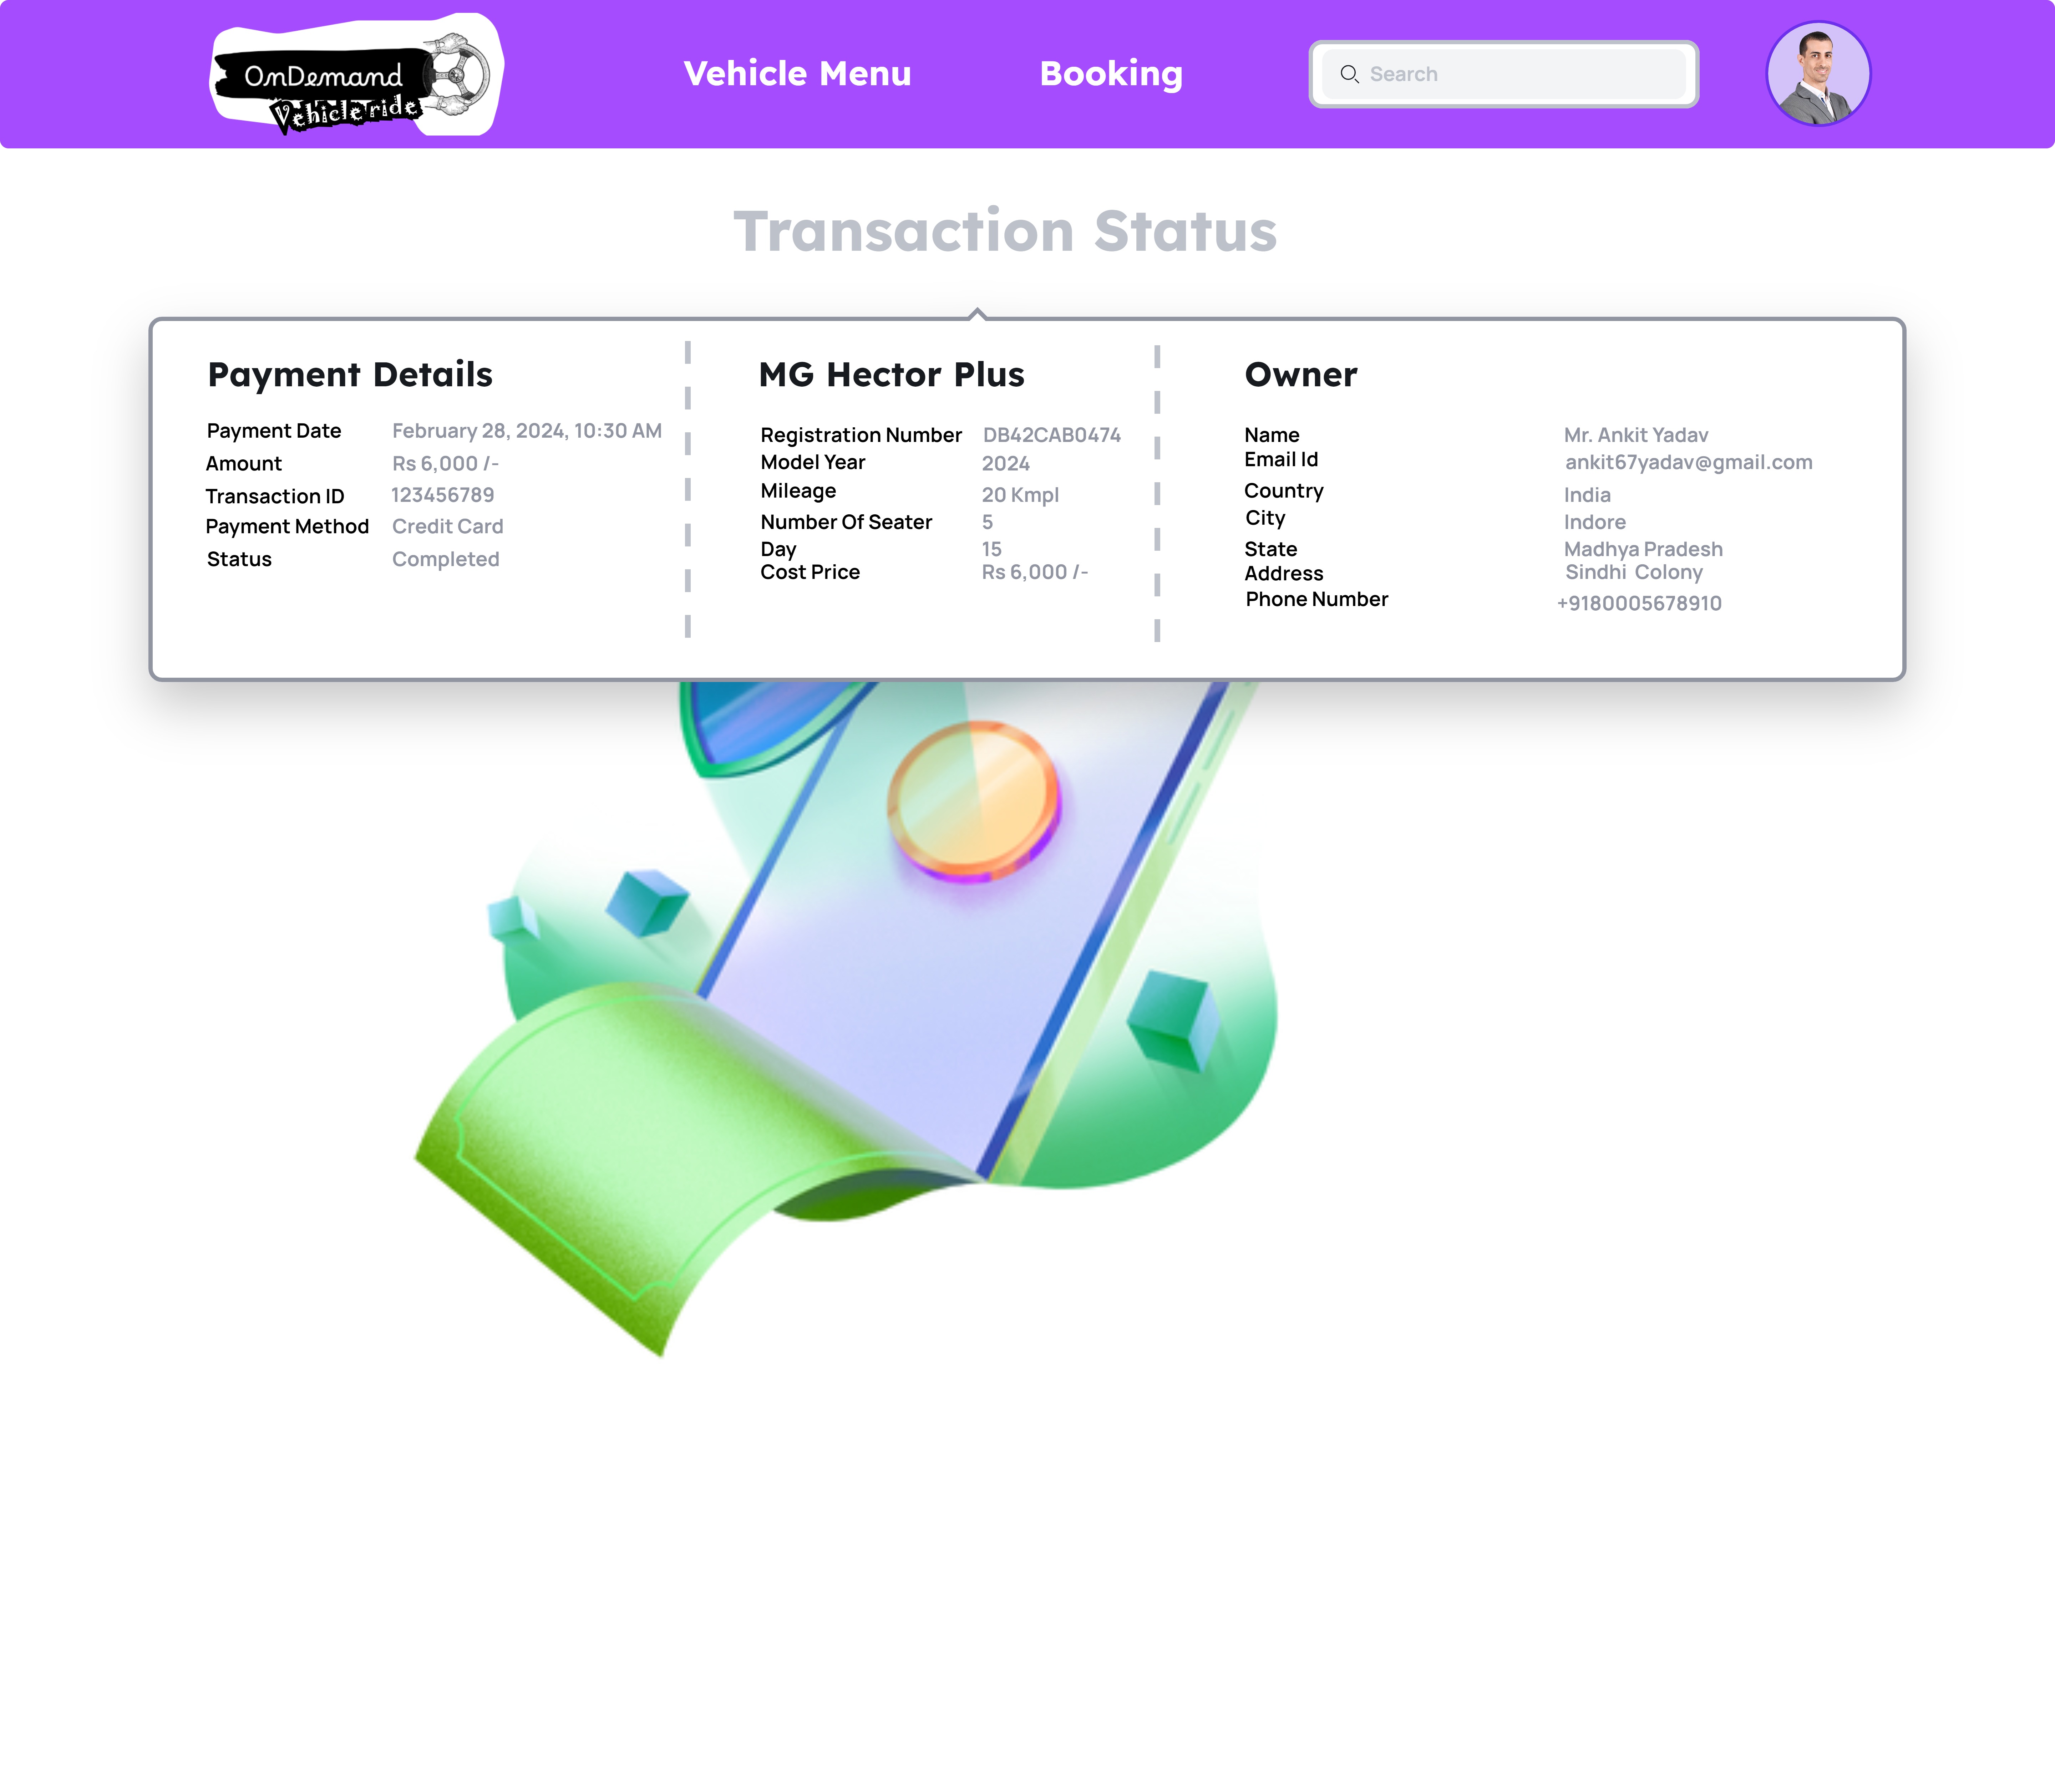 OnDemand
Vehicleride
Vehicle Menu
Booking
Search
Transaction Status
Payment Details
Payment Date February 28, 2024, 10:30 AM
Amount Rs 6,000 /-
Transaction ID 123456789
Payment Method Credit Card
Status Completed
MG Hector Plus
Registration Number DB42CAB0474
Model Year 2024
Mileage 20 Kmpl
Number Of Seater 5
Day 15
Cost Price Rs 6,000 /-
Owner
Name Mr. Ankit Yadav
Email Id ankit67yadav@gmail.com
Country India
City Indore
State Madhya Pradesh
Address Sindhi Colony
Phone Number +9180005678910